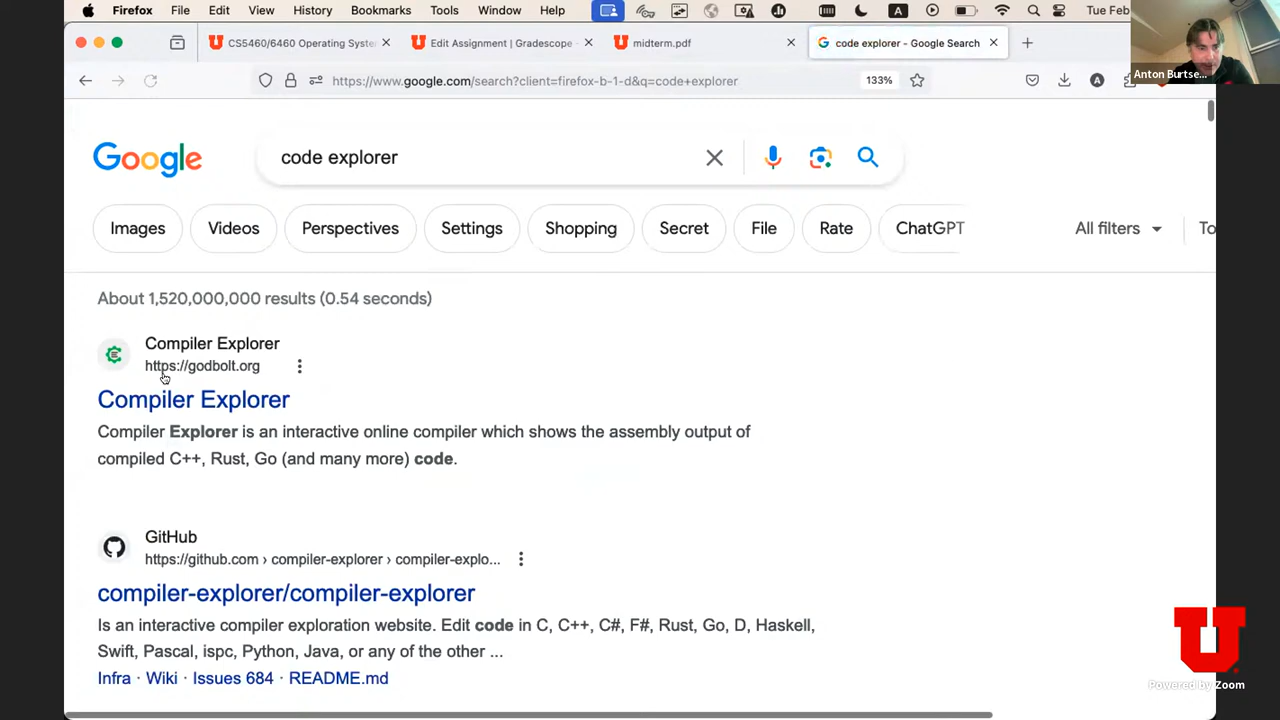 Firefox File Edit View History Bookmarks Tools Window Help A Tue Feb
CS5460/6460 Operating Syste
Edit Assignment | Gradescope -
midterm.pdf
code explorer - Google Search
https://www.google.com/search?client=firefox-b-1-d&q=code+explorer
133%
A
Anton Burtse...
Google
code explorer
Images
Videos
Perspectives
Settings
Shopping
Secret
File
Rate
ChatGPT
All filters
To
About 1,520,000,000 results (0.54 seconds)
Compiler Explorer
https://godbolt.org
Compiler Explorer
Compiler Explorer is an interactive online compiler which shows the assembly output of
compiled C++, Rust, Go (and many more) code.
GitHub
https://github.com › compiler-explorer › compiler-explo...
compiler-explorer/compiler-explorer
Is an interactive compiler exploration website. Edit code in C, C++, C#, F#, Rust, Go, D, Haskell,
Swift, Pascal, ispc, Python, Java, or any of the other ...
Infra · Wiki · Issues 684 · README.md
U
Powered by Zoom